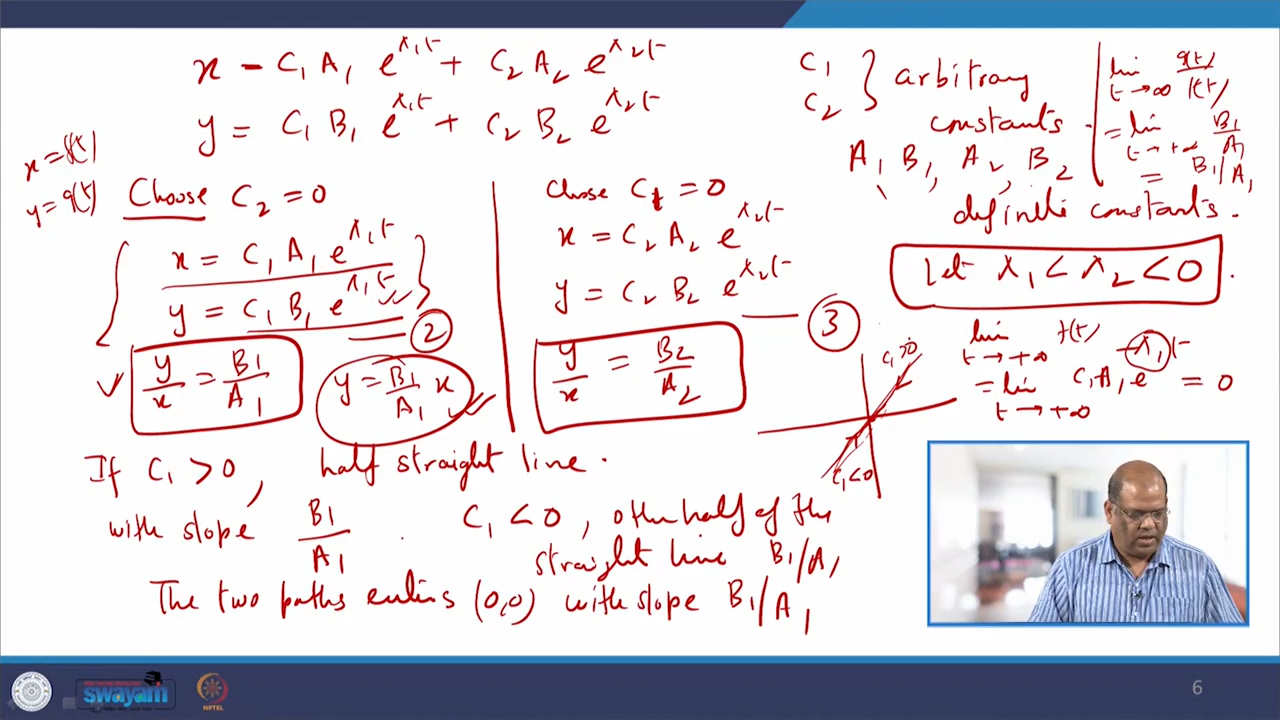 x = C₁ A₁ e^{λ₁t} + C₂ A₂ e^{λ₂t}
y = C₁ B₁ e^{λ₁t} + C₂ B₂ e^{λ₂t}
x = f(t)
y = g(t)
C₁
C₂ } arbitrary
constants
A₁, B₁, A₂, B₂
definite constants.
lim t→∞ g(t)/f(t)
= lim t→+∞ B₁/A₁
= B₁/A₁
Choose C₂ = 0
x = C₁ A₁ e^{λ₁t}
y = C₁ B₁ e^{λ₁t}
2
y/x = B₁/A₁
y = B₁/A₁ x
Chose C₁ = 0
x = C₂ A₂ e^{λ₂t}
y = C₂ B₂ e^{λ₂t}
3
y/x = B₂/A₂
Let λ₁ < λ₂ < 0.
lim t→+∞ f(t)
= lim t→+∞ C₁A₁ e^{λ₁t} = 0
C₁>0
C₁<0
If C₁ > 0, half straight line.
with slope B₁/A₁
C₁ < 0, other half of the
straight line B₁/A₁
The two paths enters (0,0) with slope B₁/A₁
swayam
NPTEL
6